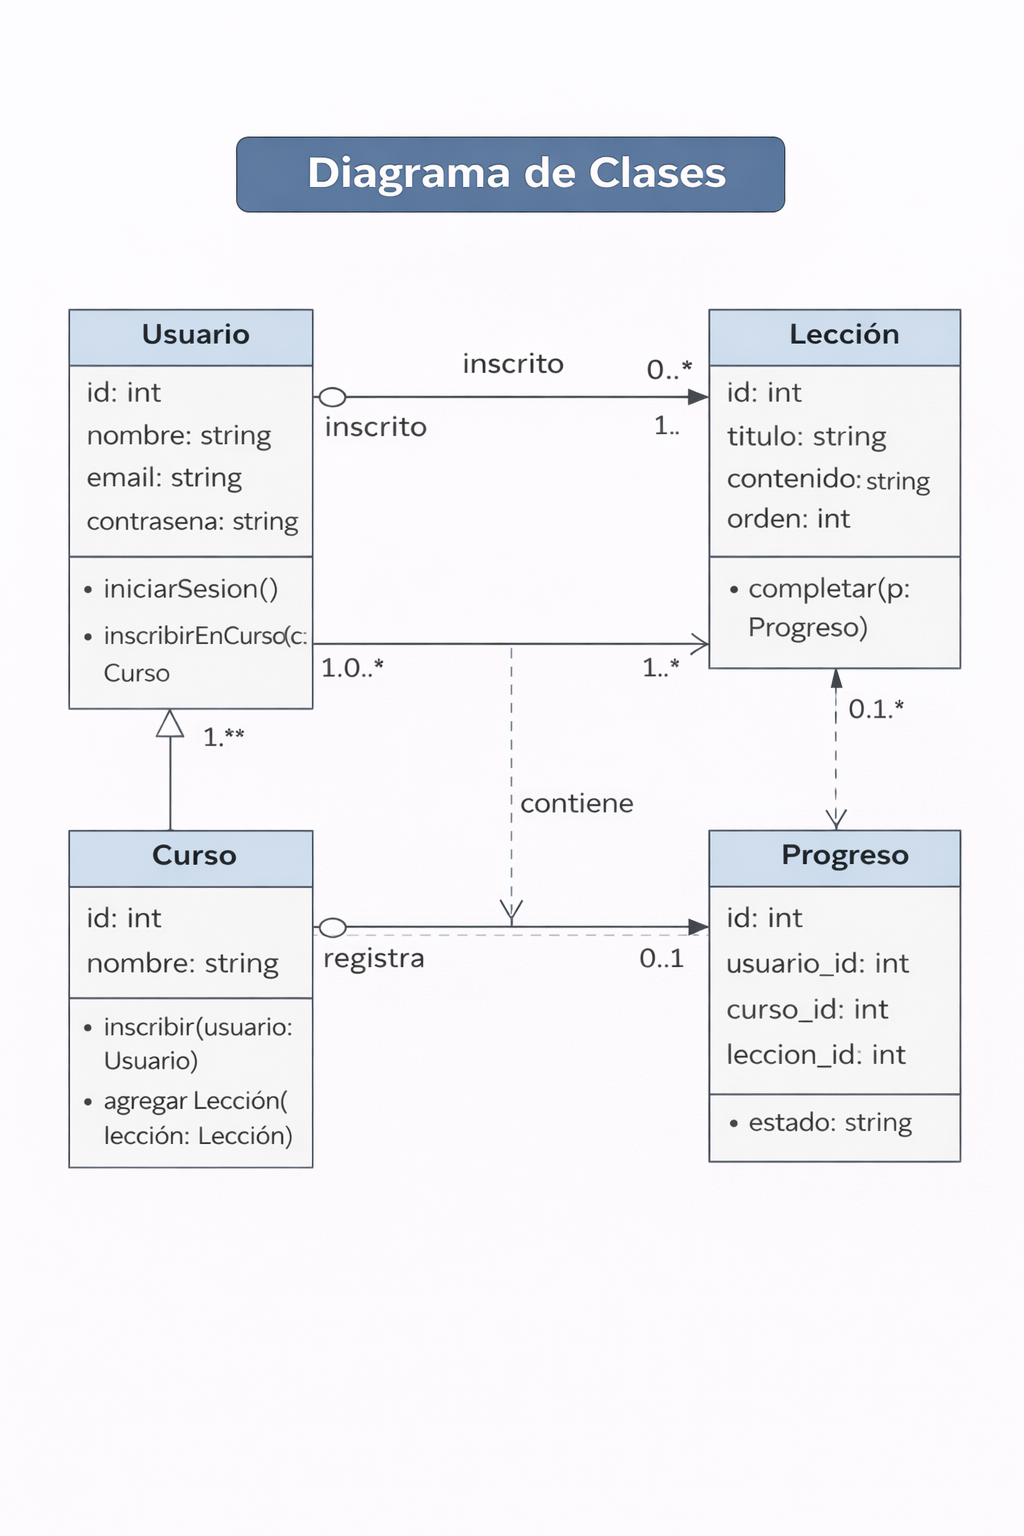 Diagrama de Clases
Usuario
id: int
nombre: string
email: string
contrasena: string
• iniciarSesion()
• inscribirEnCurso(c:
Curso
inscrito
0..*
inscrito
1..
Lección
id: int
titulo: string
contenido: string
orden: int
• completar(p:
Progreso)
1.0..*
1..*
1.**
0.1.*
contiene
Curso
id: int
nombre: string
• inscribir(usuario:
Usuario)
• agregar Lección(
lección: Lección)
registra
0..1
Progreso
id: int
usuario_id: int
curso_id: int
leccion_id: int
• estado: string